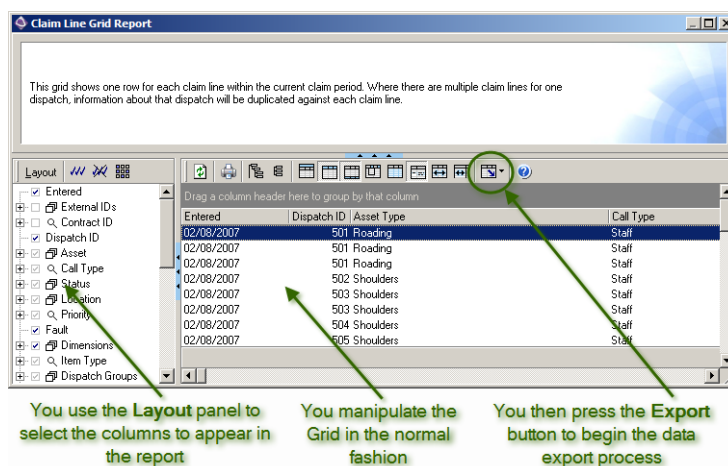 Claim Line Grid Report
This grid shows one row for each claim line within the current claim period. Where there are multiple claim lines for one
dispatch, information about that dispatch will be duplicated against each claim line.
Layout
Entered
External IDs
Contract ID
Dispatch ID
Asset
Call Type
Status
Location
Priority
Fault
Dimensions
Item Type
Dispatch Groups
Drag a column header here to group by that column
Entered Dispatch ID Asset Type Call Type
02/08/2007 501 Roading Staff
02/08/2007 501 Roading Staff
02/08/2007 501 Roading Staff
02/08/2007 502 Shoulders Staff
02/08/2007 503 Shoulders Staff
02/08/2007 503 Shoulders Staff
02/08/2007 504 Shoulders Staff
02/08/2007 505 Shoulders Staff
You use the Layout panel to
select the columns to appear in
the report
You manipulate the
Grid in the normal
fashion
You then press the Export
button to begin the data
export process